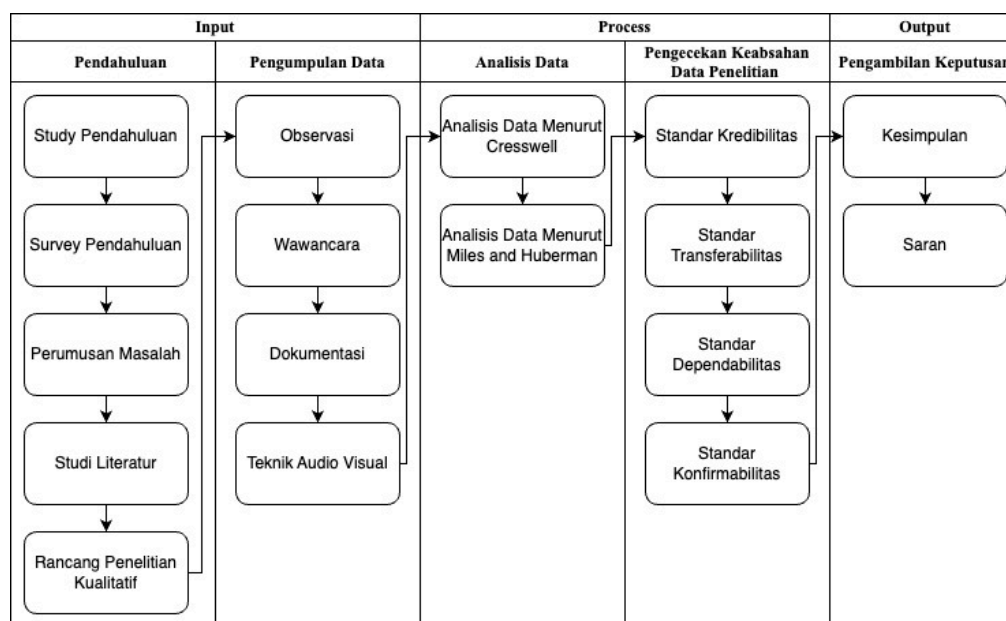 Input
Process
Output
Pendahuluan
Pengumpulan Data
Analisis Data
Pengecekan Keabsahan
Data Penelitian
Pengambilan Keputusan
Study Pendahuluan
Survey Pendahuluan
Perumusan Masalah
Studi Literatur
Rancang Penelitian
Kualitatif
Observasi
Wawancara
Dokumentasi
Teknik Audio Visual
Analisis Data Menurut
Cresswell
Analisis Data Menurut
Miles and Huberman
Standar Kredibilitas
Standar
Transferabilitas
Standar
Dependabilitas
Standar
Konfirmabilitas
Kesimpulan
Saran